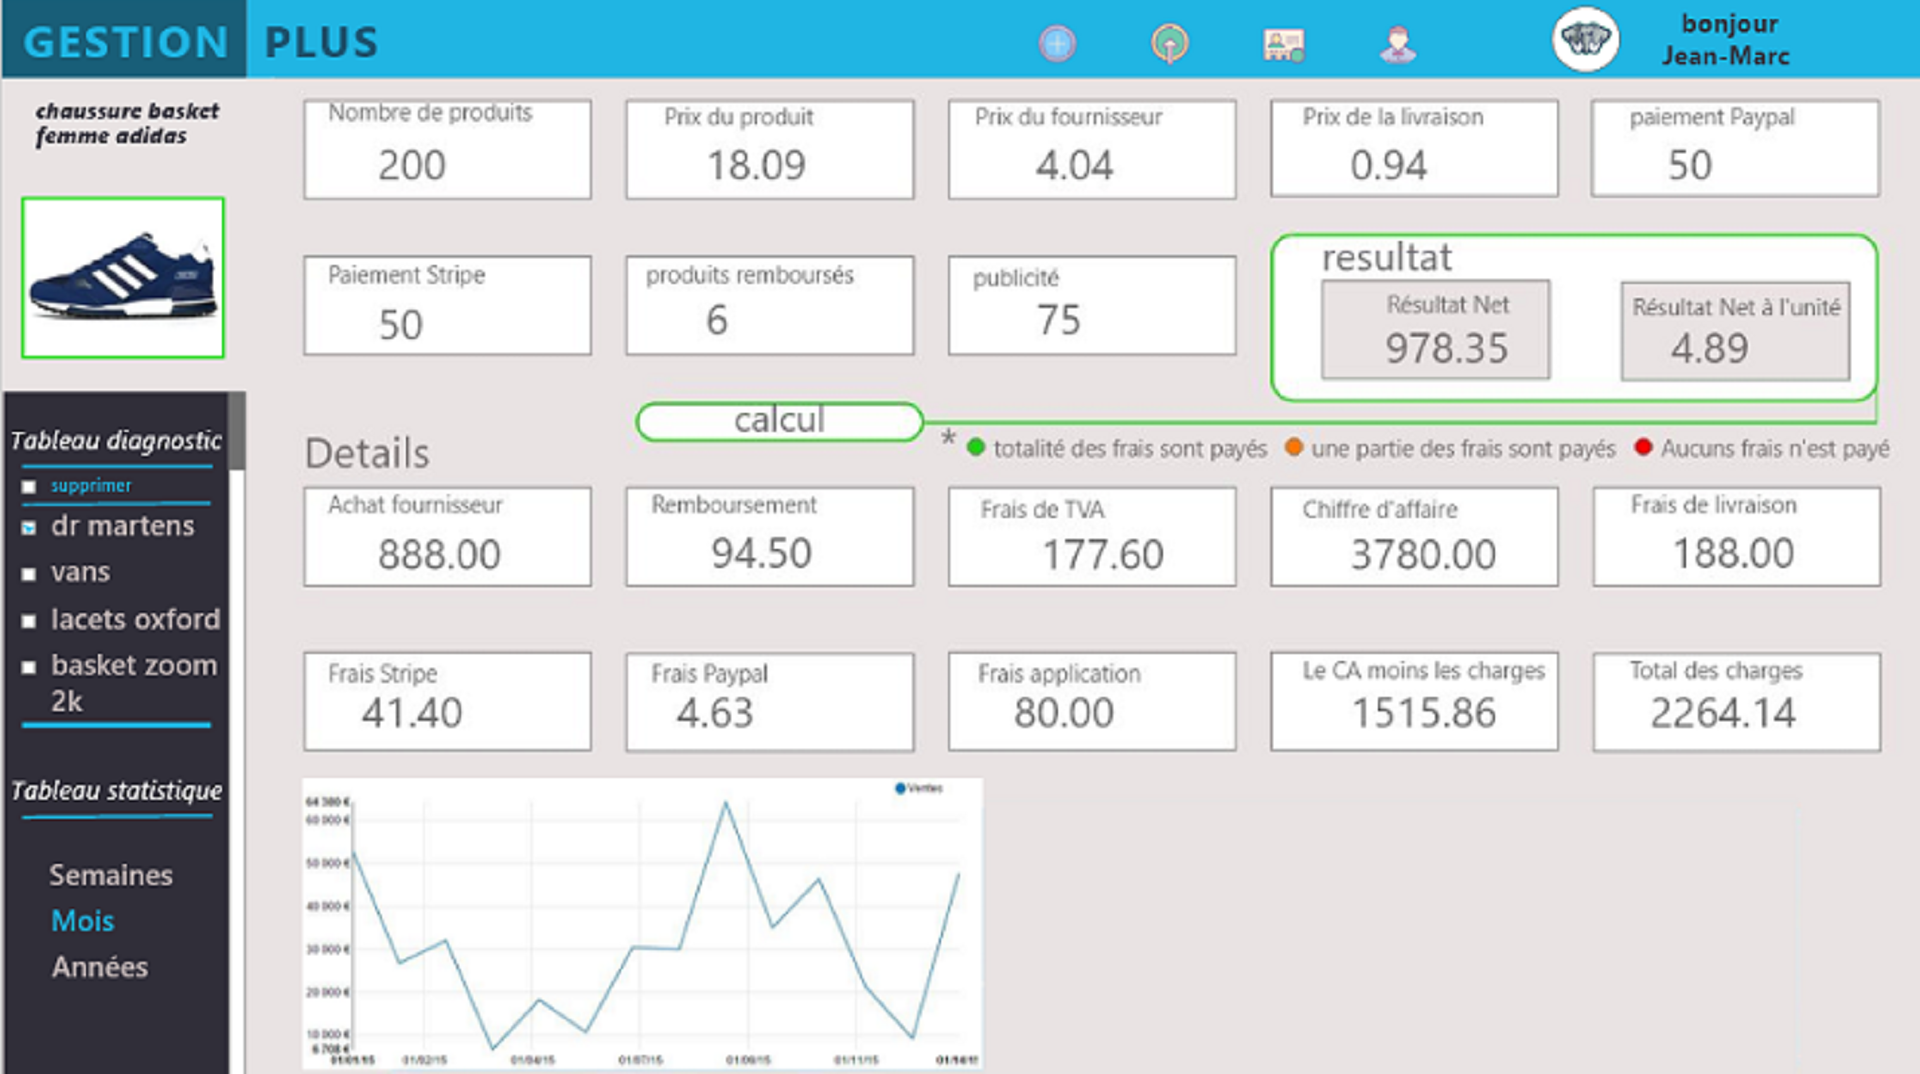 GESTION PLUS
bonjour
Jean-Marc
chaussure basket
femme adidas
Nombre de produits
200
Prix du produit
18.09
Prix du fournisseur
4.04
Prix de la livraison
0.94
paiement Paypal
50
Paiement Stripe
50
produits remboursés
6
publicité
75
resultat
Résultat Net
978.35
Résultat Net à l'unité
4.89
calcul
Details
* totalité des frais sont payés
une partie des frais sont payés
Aucuns frais n'est payé
Tableau diagnostic
supprimer
dr martens
vans
lacets oxford
basket zoom
2k
Tableau statistique
Semaines
Mois
Années
Achat fournisseur
888.00
Remboursement
94.50
Frais de TVA
177.60
Chiffre d'affaire
3780.00
Frais de livraison
188.00
Frais Stripe
41.40
Frais Paypal
4.63
Frais application
80.00
Le CA moins les charges
1515.86
Total des charges
2264.14
Ventes
64 380 €
60 000 €
50 000 €
40 000 €
30 000 €
20 000 €
10 000 €
6 708 €
01/01/15
01/02/15
01/04/15
01/07/15
01/09/15
01/11/15